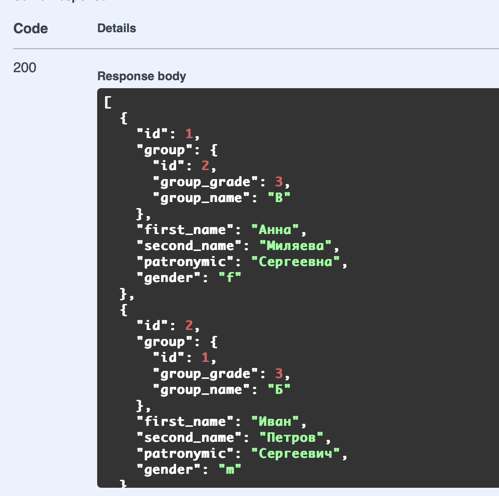 Code Details
200
Response body
[
  {
    "id": 1,
    "group": {
      "id": 2,
      "group_grade": 3,
      "group_name": "В"
    },
    "first_name": "Анна",
    "second_name": "Миляева",
    "patronymic": "Сергеевна",
    "gender": "f"
  },
  {
    "id": 2,
    "group": {
      "id": 1,
      "group_grade": 3,
      "group_name": "Б"
    },
    "first_name": "Иван",
    "second_name": "Петров",
    "patronymic": "Сергеевич",
    "gender": "m"
  }